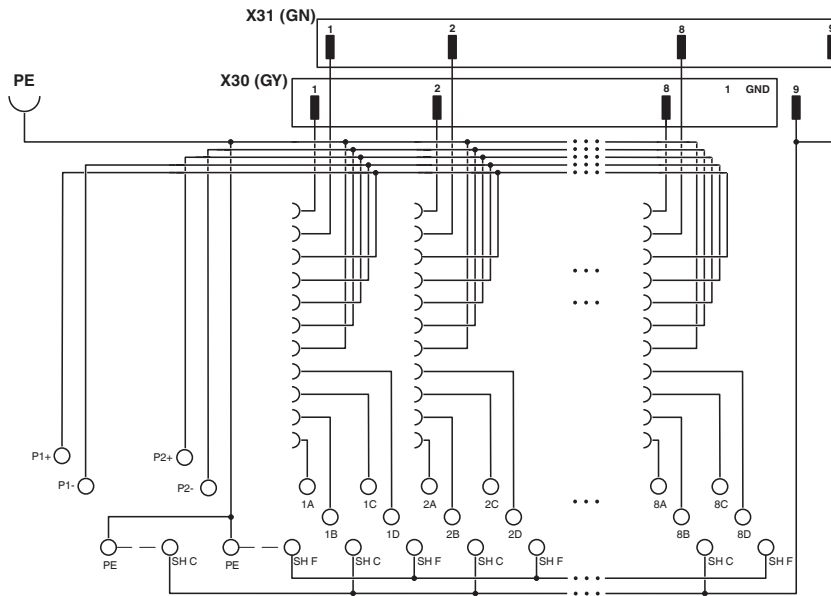 X31 (GN)
1 2 8 9
PE
X30 (GY)
1 2 8 1 GND 9
P1+ P2+
P1- P2-
1A 1C 2A 2C 8A 8C
1B 1D 2B 2D 8B 8D
PE SH C PE SH F SH C SH F SH C SH F SH C SH F